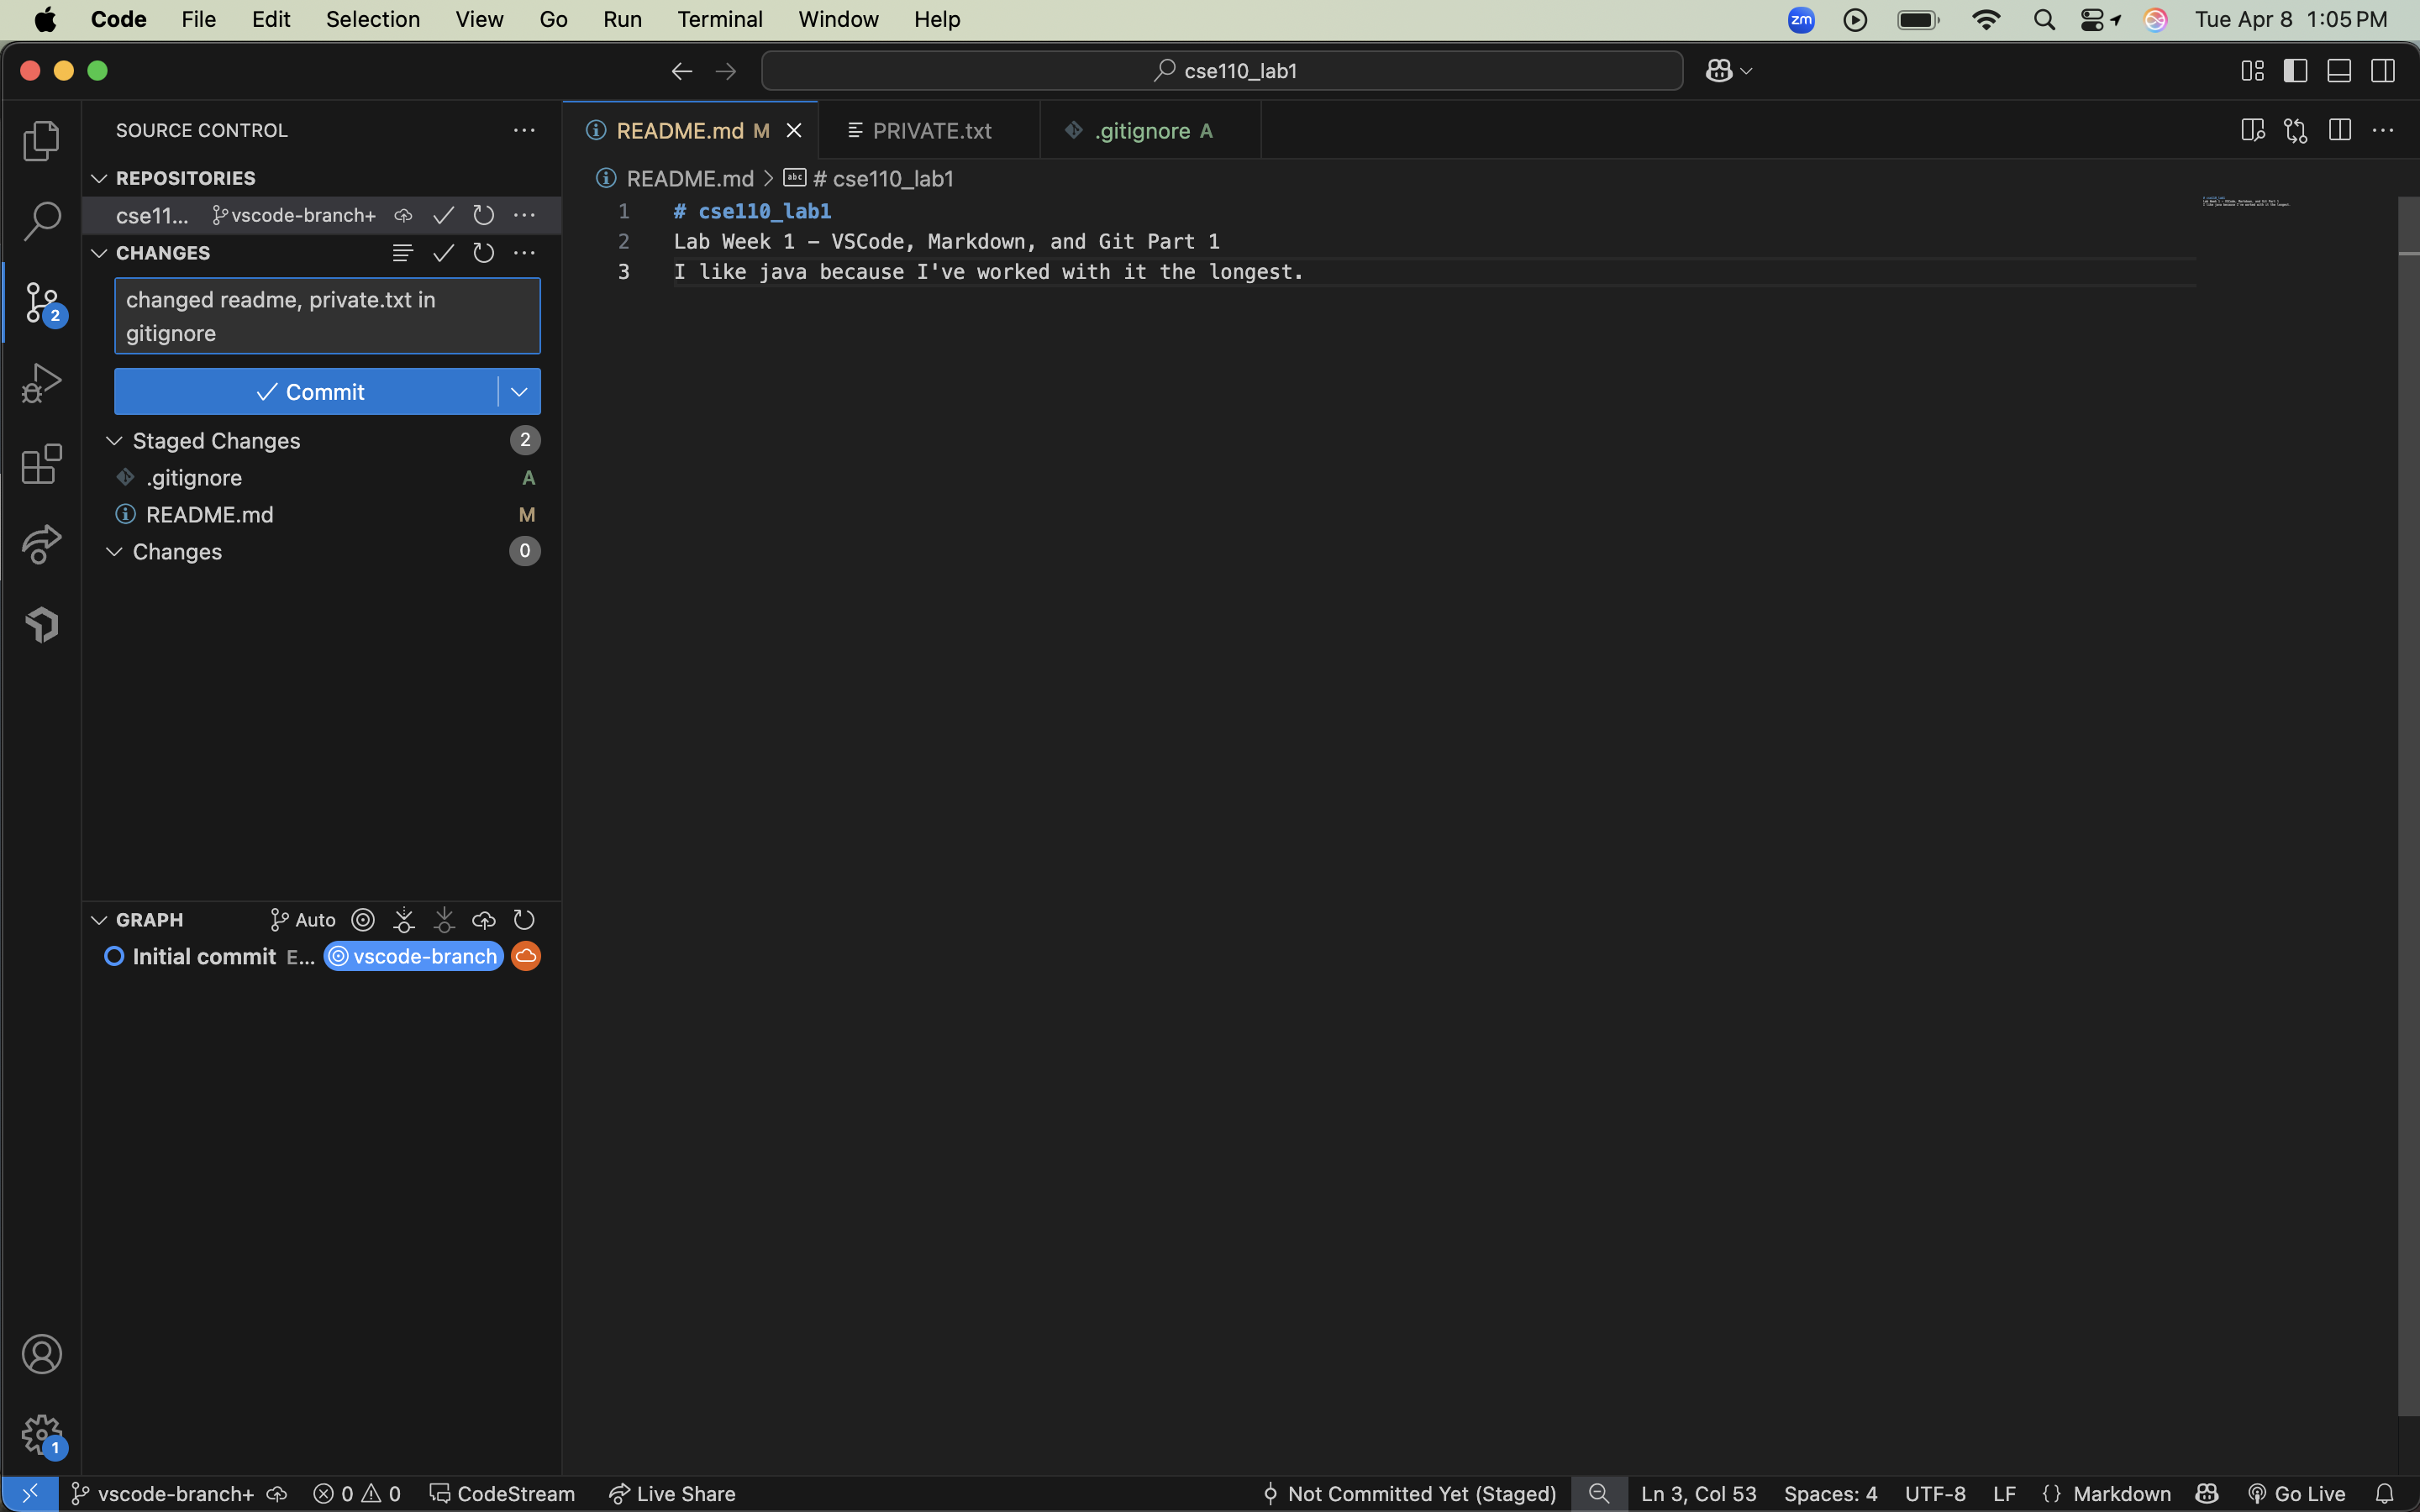 Code File Edit Selection View Go Run Terminal Window Help zm Tue Apr 8 1:05 PM
cse110_lab1
SOURCE CONTROL
REPOSITORIES
cse11... vscode-branch+
CHANGES
changed readme, private.txt in
gitignore
Commit
Staged Changes 2
.gitignore A
README.md M
Changes 0
GRAPH Auto
Initial commit E... vscode-branch
README.md M PRIVATE.txt .gitignore A
README.md > abc # cse110_lab1
1 # cse110_lab1
2 Lab Week 1 – VSCode, Markdown, and Git Part 1
3 I like java because I've worked with it the longest.
2
1
vscode-branch+ 0 0 CodeStream Live Share Not Committed Yet (Staged) Ln 3, Col 53 Spaces: 4 UTF-8 LF {} Markdown Go Live